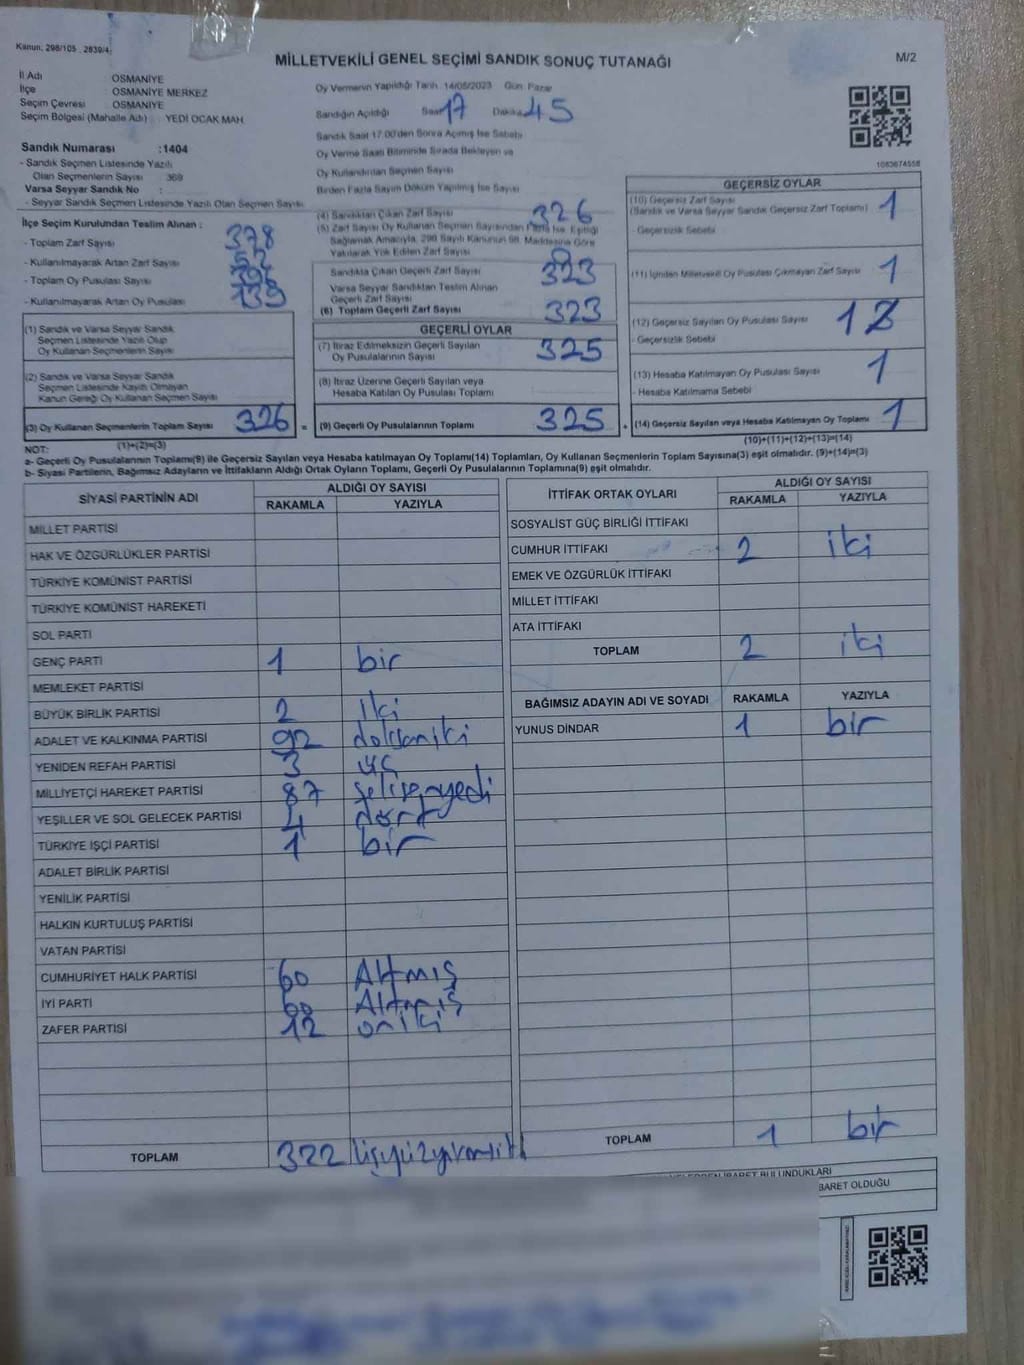 Kanun: 298/105 , 2839/4
MİLLETVEKİLİ GENEL SEÇİMİ SANDIK SONUÇ TUTANAĞI
M/2
İl Adı : OSMANİYE
İlçe : OSMANİYE MERKEZ
Seçim Çevresi : OSMANİYE
Seçim Bölgesi (Mahalle Adı) : YEDİ OCAK MAH.
Sandık Numarası : 1404
- Sandık Seçmen Listesinde Yazılı
Olan Seçmenlerin Sayısı : 369
Varsa Seyyar Sandık No :
- Seyyar Sandık Seçmen Listesinde Yazılı Olan Seçmen Sayısı
Oy Vermenin Yapıldığı Tarih 14/05/2023 Gün Pazar
Sandığın Açıldığı Saat 17 Dakika 45
Sandık Saat 17.00'den Sonra Açılmış İse Sebebi
Oy Verme Saati Bitiminde Sırada Bekleyen ve
Oy Kullandırılan Seçmen Sayısı
Birden Fazla Sayım Döküm Yapılmış İse Sayısı
1083674558
İlçe Seçim Kurulundan Teslim Alınan :
- Toplam Zarf Sayısı 378
- Kullanılmayarak Artan Zarf Sayısı 52
- Toplam Oy Pusulası Sayısı
- Kullanılmayarak Artan Oy Pusulası 139
(4) Sandıktan Çıkan Zarf Sayısı 326
(5) Zarf Sayısı Oy Kullanan Seçmen Sayısından Fazla İse, Eşitliği
Sağlamak Amacıyla, 298 Sayılı Kanunun 98. Maddesine Göre
Yakılarak Yok Edilen Zarf Sayısı
Sandıkta Çıkan Geçerli Zarf Sayısı 323
Varsa Seyyar Sandıktan Teslim Alınan
Geçerli Zarf Sayısı
(6) Toplam Geçerli Zarf Sayısı 323
GEÇERSİZ OYLAR
(10) Geçersiz Zarf Sayısı 1
(Sandık ve Varsa Seyyar Sandık Geçersiz Zarf Toplamı)
- Geçersizlik Sebebi
(11) İçinden Milletvekili Oy Pusulası Çıkmayan Zarf Sayısı 1
(12) Geçersiz Sayılan Oy Pusulası Sayısı 1
- Geçersizlik Sebebi
(13) Hesaba Katılmayan Oy Pusulası Sayısı 1
- Hesaba Katılmama Sebebi
(14) Geçersiz Sayılan veya Hesaba Katılmayan Oy Toplamı 1
(10)+(11)+(12)+(13)=(14)
(1) Sandık ve Varsa Seyyar Sandık
Seçmen Listesinde Yazılı Olup
Oy Kullanan Seçmenlerin Sayısı
(2) Sandık ve Varsa Seyyar Sandık
Seçmen Listesinde Kaydı Olmayan
Kanun Gereği Oy Kullanan Seçmen Sayısı
(3) Oy Kullanan Seçmenlerin Toplam Sayısı 326 =
(1)+(2)=(3)
GEÇERLİ OYLAR
(7) İtiraz Edilmeksizin Geçerli Sayılan
Oy Pusulalarının Sayısı 325
(8) İtiraz Üzerine Geçerli Sayılan veya
Hesaba Katılan Oy Pusulası Toplamı
(9) Geçerli Oy Pusulalarının Toplamı 325 +
NOT:
a- Geçerli Oy Pusulalarının Toplamı(9) ile Geçersiz Sayılan veya Hesaba katılmayan Oy Toplamı(14) Toplamları, Oy Kullanan Seçmenlerin Toplam Sayısına(3) eşit olmalıdır. (9)+(14)=(3)
b- Siyasi Partilerin, Bağımsız Adayların ve İttifakların Aldığı Ortak Oyların Toplamı, Geçerli Oy Pusulalarının Toplamına(9) eşit olmalıdır.
SİYASİ PARTİNİN ADI
ALDIĞI OY SAYISI
RAKAMLA YAZIYLA
MİLLET PARTİSİ
HAK VE ÖZGÜRLÜKLER PARTİSİ
TÜRKİYE KOMÜNİST PARTİSİ
TÜRKİYE KOMÜNİST HAREKETİ
SOL PARTİ
GENÇ PARTİ 1 bir
MEMLEKET PARTİSİ
BÜYÜK BİRLİK PARTİSİ 2 iki
ADALET VE KALKINMA PARTİSİ 92 doksaniki
YENİDEN REFAH PARTİSİ 3 üç
MİLLİYETÇİ HAREKET PARTİSİ 87
YEŞİLLER VE SOL GELECEK PARTİSİ 4 dört
TÜRKİYE İŞÇİ PARTİSİ 1 bir
ADALET BİRLİK PARTİSİ
YENİLİK PARTİSİ
HALKIN KURTULUŞ PARTİSİ
VATAN PARTİSİ
CUMHURİYET HALK PARTİSİ 60 Altmış
İYİ PARTİ 60 Altmış
ZAFER PARTİSİ 12 oniki
TOPLAM 322
İTTİFAK ORTAK OYLARI
ALDIĞI OY SAYISI
RAKAMLA YAZIYLA
SOSYALİST GÜÇ BİRLİĞİ İTTİFAKI
CUMHUR İTTİFAKI 2 iki
EMEK VE ÖZGÜRLÜK İTTİFAKI
MİLLET İTTİFAKI
ATA İTTİFAKI
TOPLAM 2 iki
BAĞIMSIZ ADAYIN ADI VE SOYADI RAKAMLA YAZIYLA
YUNUS DİNDAR 1 bir
TOPLAM 1 bir
İBARET BULUNDUKLARI
BARET OLDUĞU